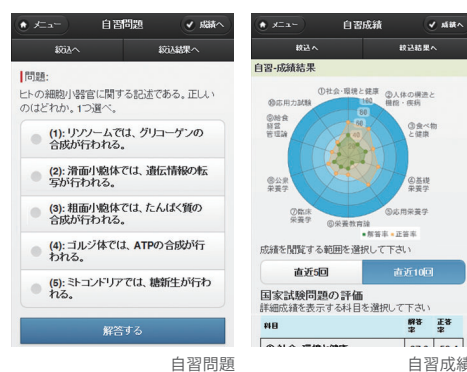 メニュー
自習問題
成績へ
絞込へ
絞込結果へ
問題:
ヒトの細胞小器官に関する記述である。正しい
のはどれか。1つ選べ。
(1): リソソームでは、グリコーゲンの
合成が行われる。
(2): 滑面小胞体では、遺伝情報の転
写が行われる。
(3): 粗面小胞体では、たんぱく質の
合成が行われる。
(4): ゴルジ体では、ATPの合成が行
われる。
(5): ミトコンドリアでは、糖新生が行わ
れる。
解答する
自習問題
メニュー
自習成績
成績へ
絞込へ
絞込結果へ
自習-成績結果
①社会・環境と健康
②人体の構造と
機能・疾病
③食べ物
と健康
④基礎
栄養学
⑤応用栄養学
⑥栄養教育論
⑦臨床
栄養学
⑧公衆
栄養学
⑨給食
経営
管理論
⑩応用力試験
100
80
60
40
解答率
正答率
成績を閲覧する範囲を選択して下さい
直近5回
直近10回
国家試験問題の評価
詳細成績を表示する科目を選択して下さい
科目
解答
率
正答
率
自習成績